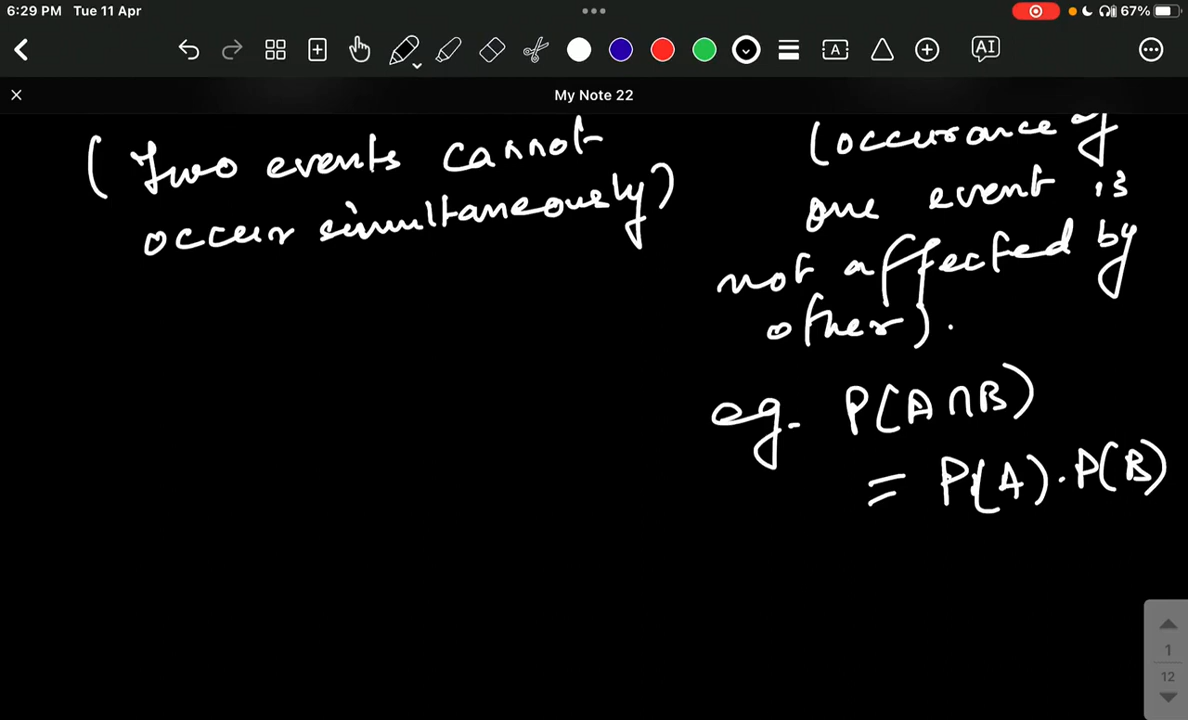 6:29 PM Tue 11 Apr
67%
A
AI
My Note 22
( Two events cannot
occur simultaneously)
(occurance of
one event is
not affected by
other).
eg. P(A∩B)
= P(A).P(B)
1
12